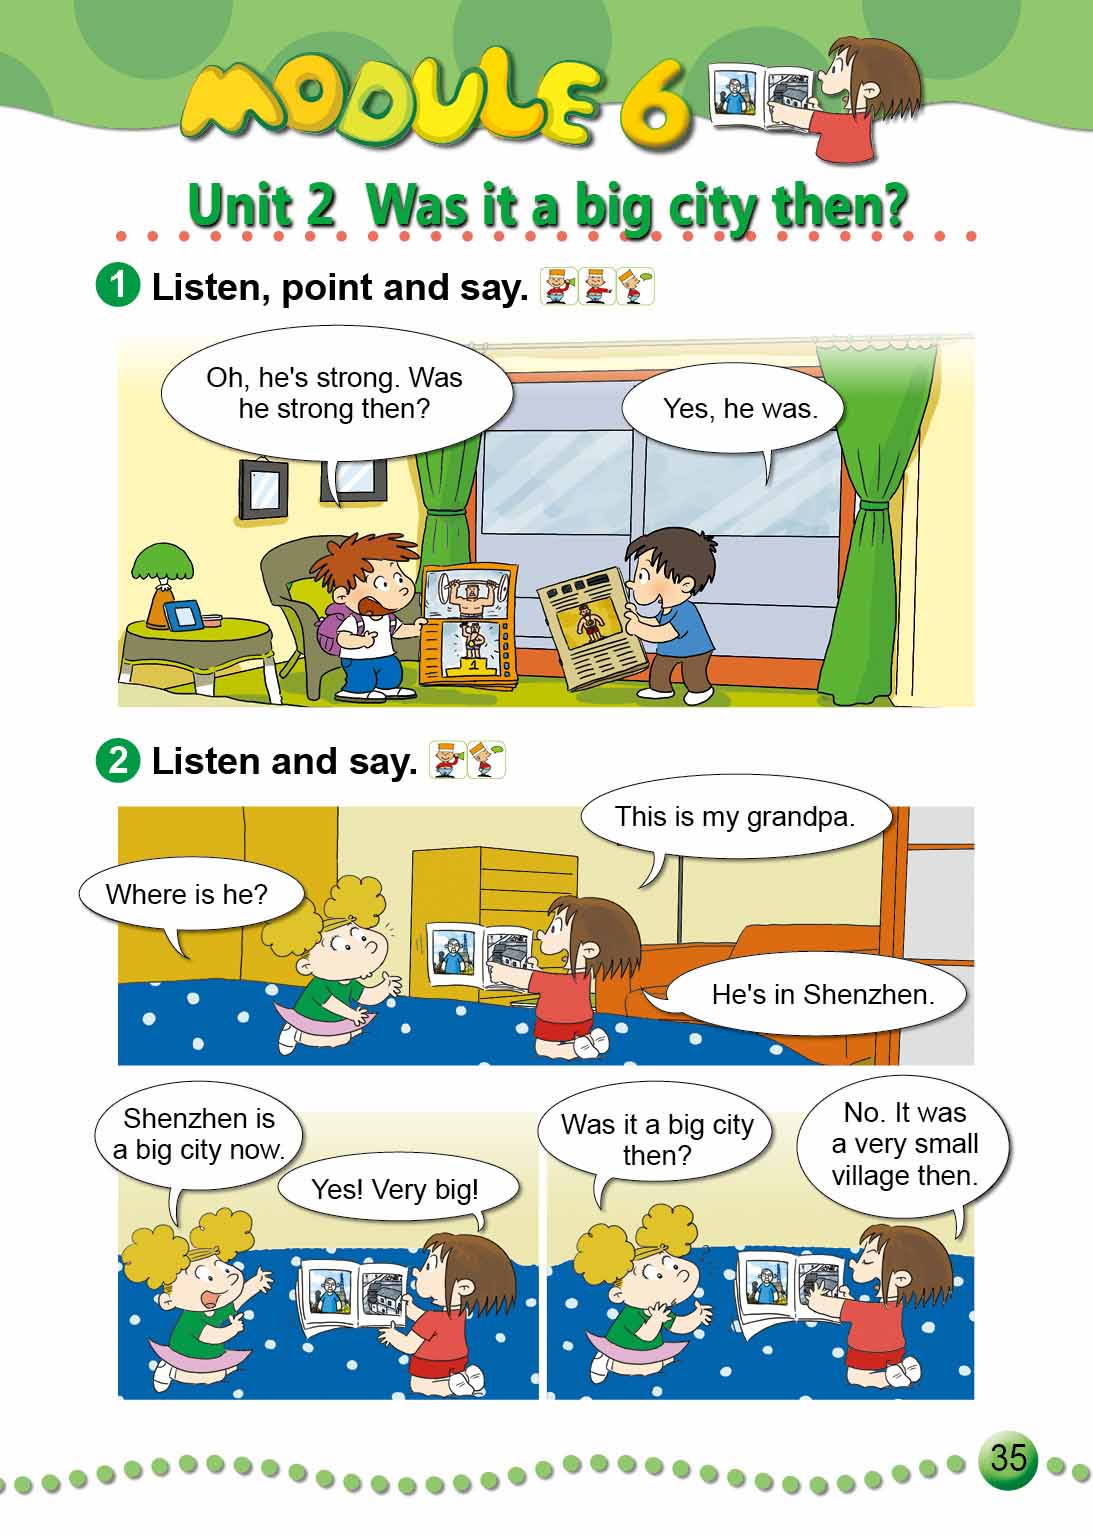 MODULE 6
Unit 2 Was it a big city then?
1 Listen, point and say.
Oh, he's strong. Was
he strong then?
Yes, he was.
1
2 Listen and say.
This is my grandpa.
Where is he?
He's in Shenzhen.
Shenzhen is
a big city now.
Yes! Very big!
Was it a big city
then?
No. It was
a very small
village then.
35